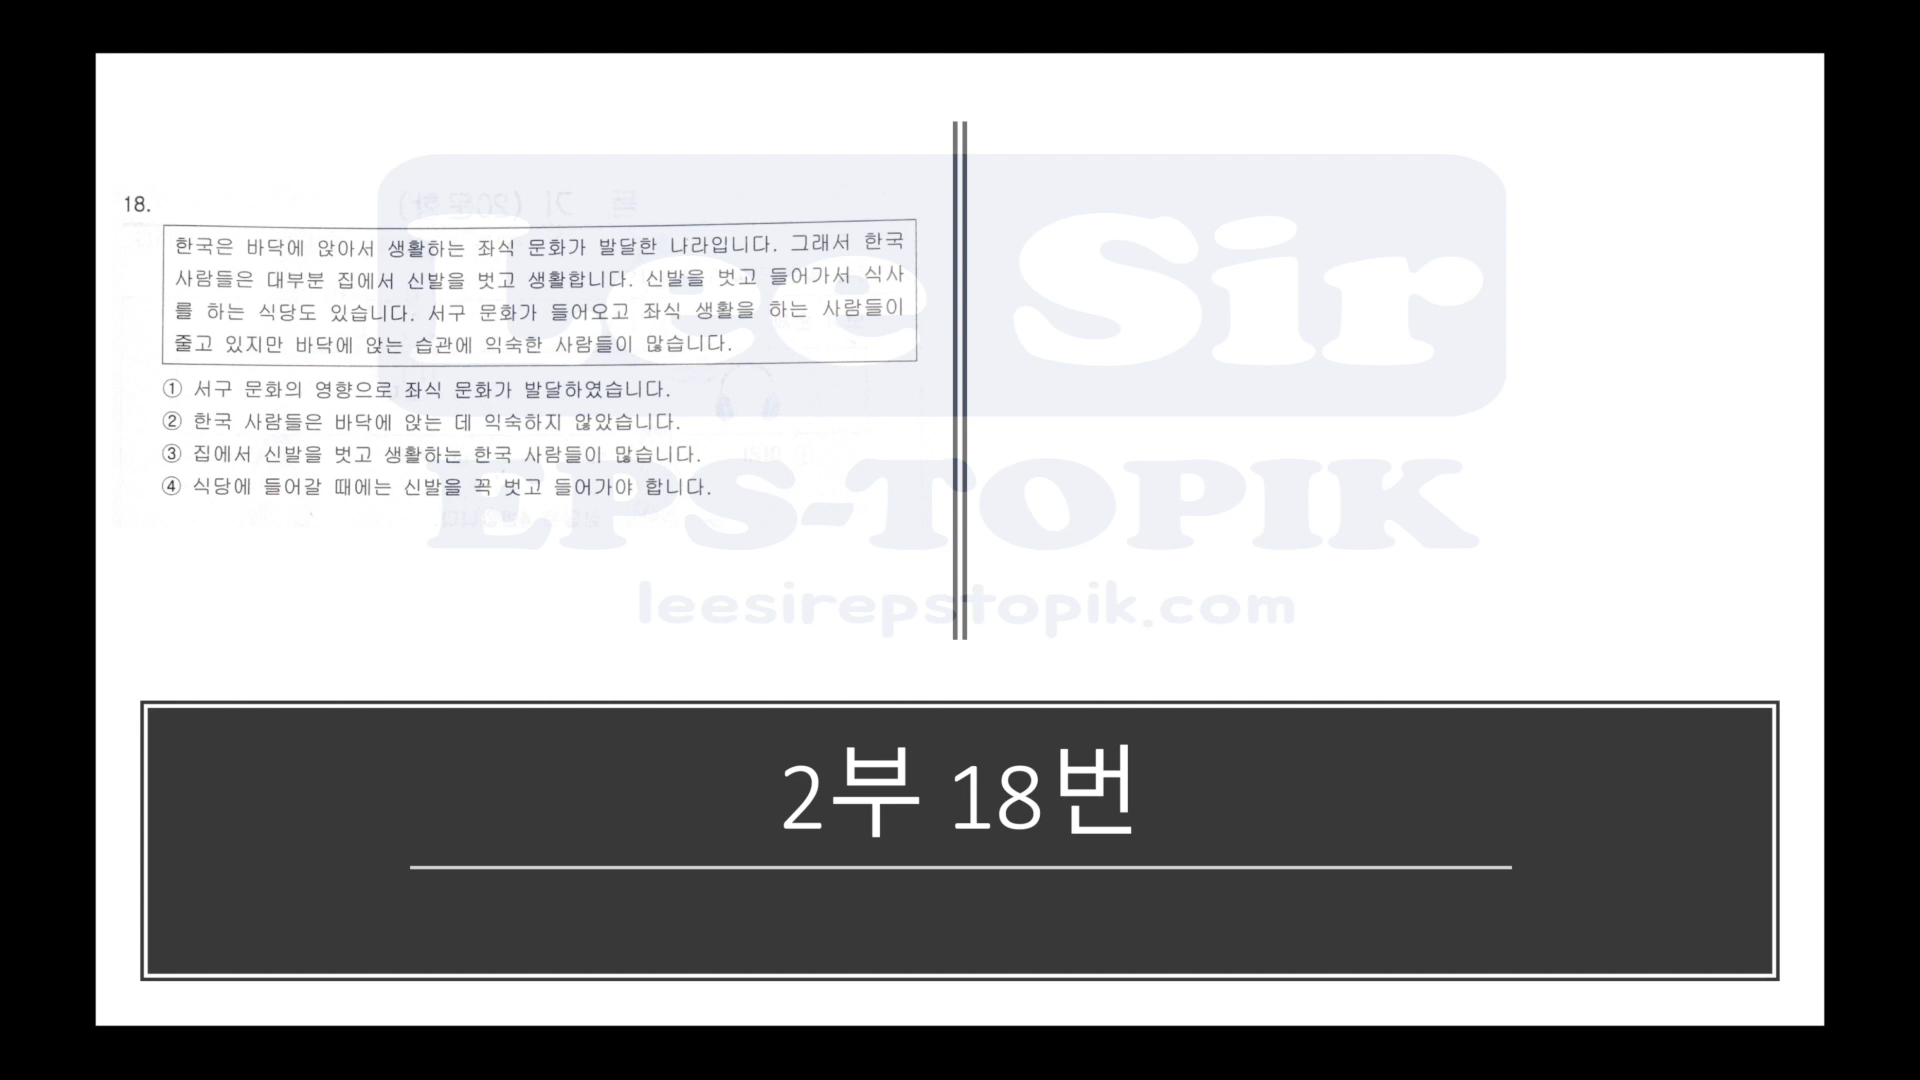 18.
한국은 바닥에 앉아서 생활하는 좌식 문화가 발달한 나라입니다. 그래서 한국
사람들은 대부분 집에서 신발을 벗고 생활합니다. 신발을 벗고 들어가서 식사
를 하는 식당도 있습니다. 서구 문화가 들어오고 좌식 생활을 하는 사람들이
줄고 있지만 바닥에 앉는 습관에 익숙한 사람들이 많습니다.
① 서구 문화의 영향으로 좌식 문화가 발달하였습니다.
② 한국 사람들은 바닥에 앉는 데 익숙하지 않았습니다.
③ 집에서 신발을 벗고 생활하는 한국 사람들이 많습니다.
④ 식당에 들어갈 때에는 신발을 꼭 벗고 들어가야 합니다.
Lee Sir
EPS-TOPIK
leesirepstopik.com
2부 18번